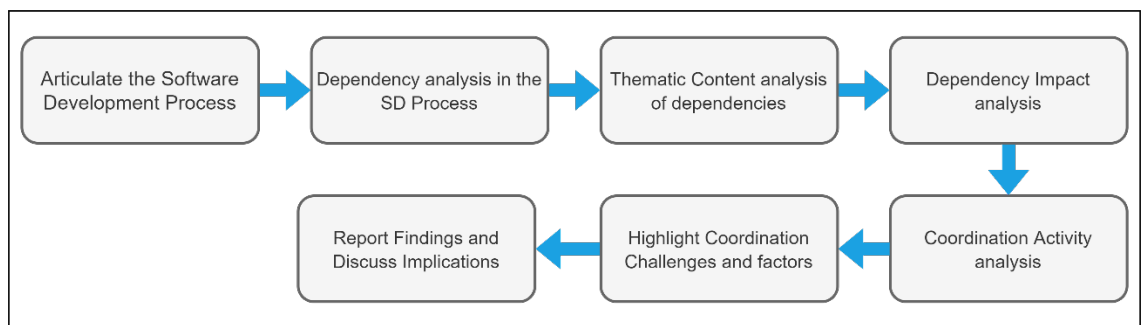 Articulate the Software
Development Process
Dependency analysis in the
SD Process
Thematic Content analysis
of dependencies
Dependency Impact
analysis
Coordination Activity
analysis
Highlight Coordination
Challenges and factors
Report Findings and
Discuss Implications